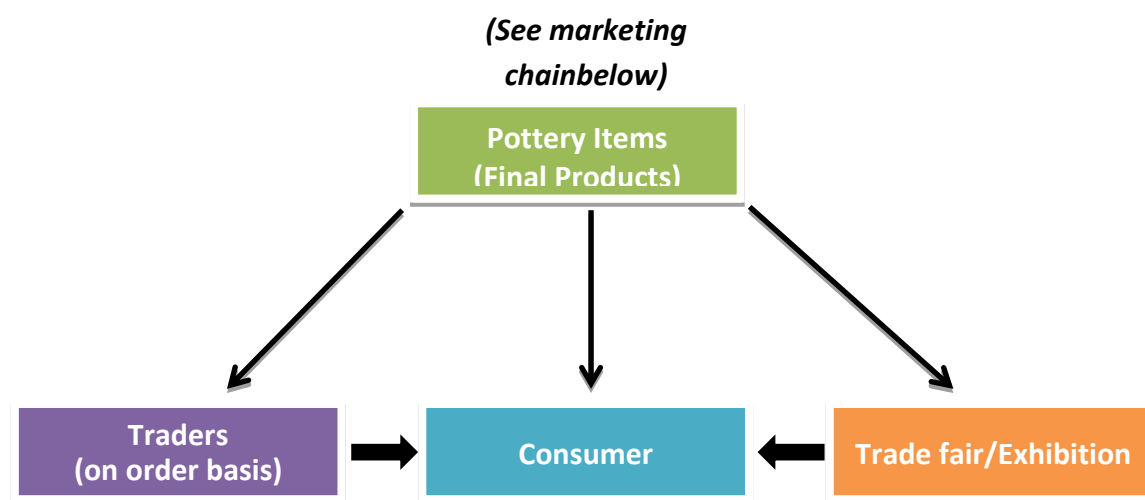 (See marketing
chainbelow)
Pottery Items
(Final Products)
Traders
(on order basis)
Consumer
Trade fair/Exhibition